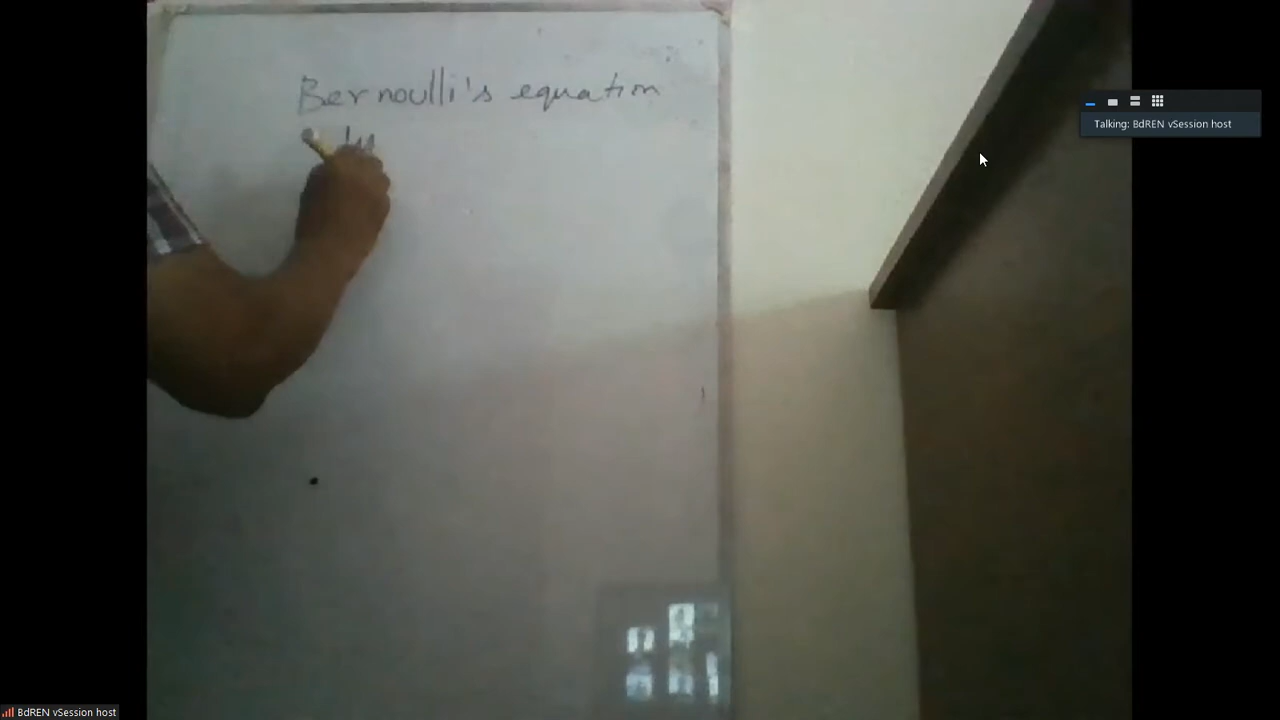 Bernoulli's equation
Talking: BdREN vSession host
BdREN vSession host